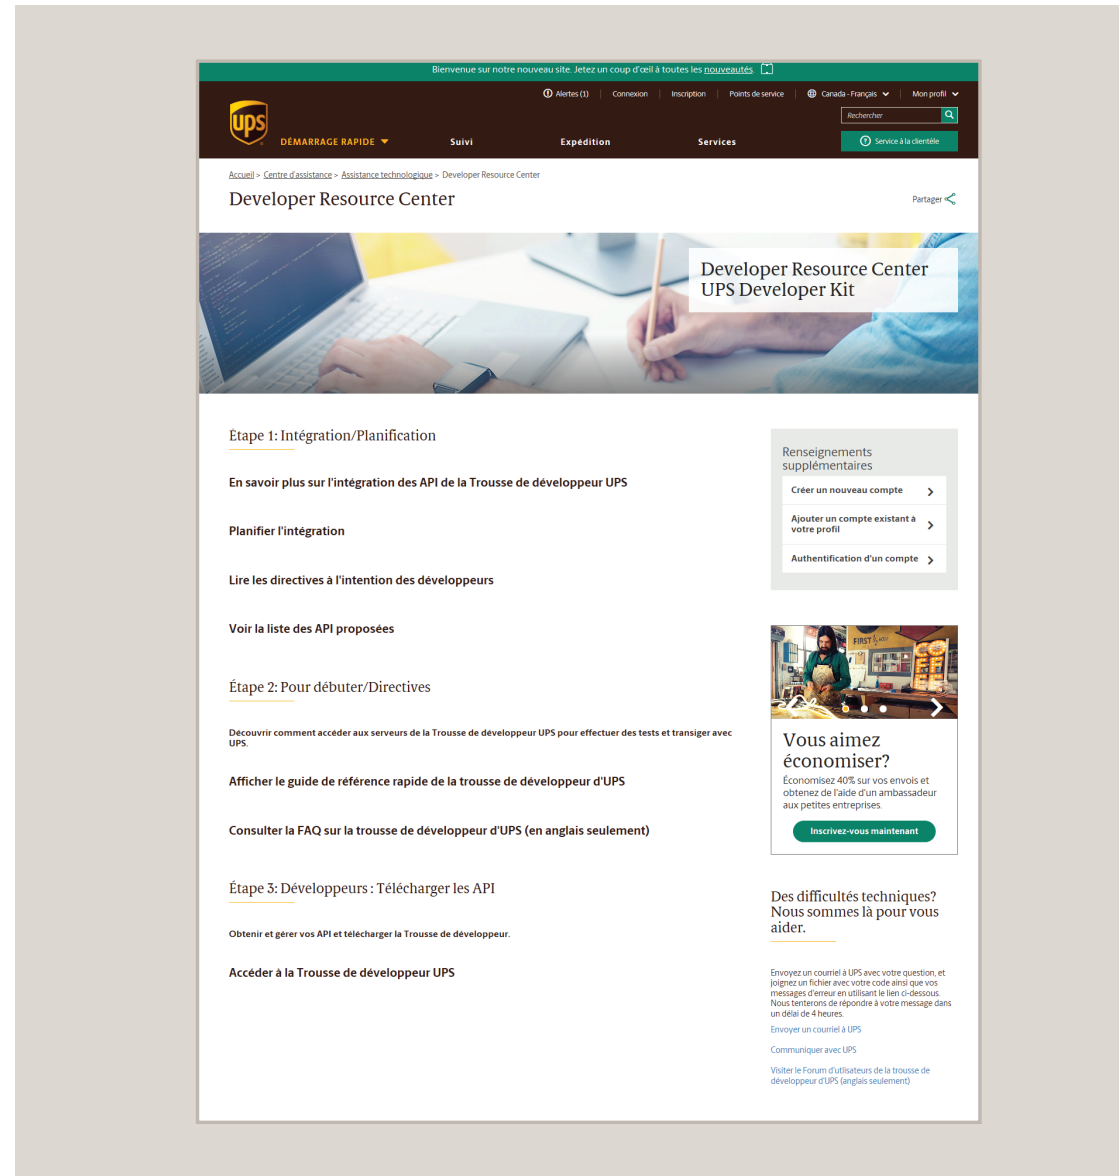 Bienvenue sur notre nouveau site. Jetez un coup d'œil à toutes les nouveautés.
Alertes (1)
Connexion
Inscription
Points de service
Canada - Français
Mon profil
ups
Rechercher
DÉMARRAGE RAPIDE
Suivi
Expédition
Services
Service à la clientèle
Accueil > Centre d'assistance > Assistance technologique > Developer Resource Center
Developer Resource Center
Partager
Developer Resource Center
UPS Developer Kit
Étape 1: Intégration/Planification
En savoir plus sur l'intégration des API de la Trousse de développeur UPS
Planifier l'intégration
Lire les directives à l'intention des développeurs
Voir la liste des API proposées
Étape 2: Pour débuter/Directives
Découvrir comment accéder aux serveurs de la Trousse de développeur UPS pour effectuer des tests et transiger avec
UPS.
Afficher le guide de référence rapide de la trousse de développeur d'UPS
Consulter la FAQ sur la trousse de développeur d'UPS (en anglais seulement)
Étape 3: Développeurs : Télécharger les API
Obtenir et gérer vos API et télécharger la Trousse de développeur.
Accéder à la Trousse de développeur UPS
Renseignements
supplémentaires
Créer un nouveau compte
Ajouter un compte existant à
votre profil
Authentification d'un compte
FIRST
Vous aimez
économiser?
Économisez 40% sur vos envois et
obtenez de l'aide d'un ambassadeur
aux petites entreprises.
Inscrivez-vous maintenant
Des difficultés techniques?
Nous sommes là pour vous
aider.
Envoyez un courriel à UPS avec votre question, et
joignez un fichier avec votre code ainsi que vos
messages d'erreur en utilisant le lien ci-dessous.
Nous tenterons de répondre à votre message dans
un délai de 4 heures.
Envoyer un courriel à UPS
Communiquer avec UPS
Visiter le Forum d'utlisateurs de la trousse de
développeur d'UPS (anglais seulement)